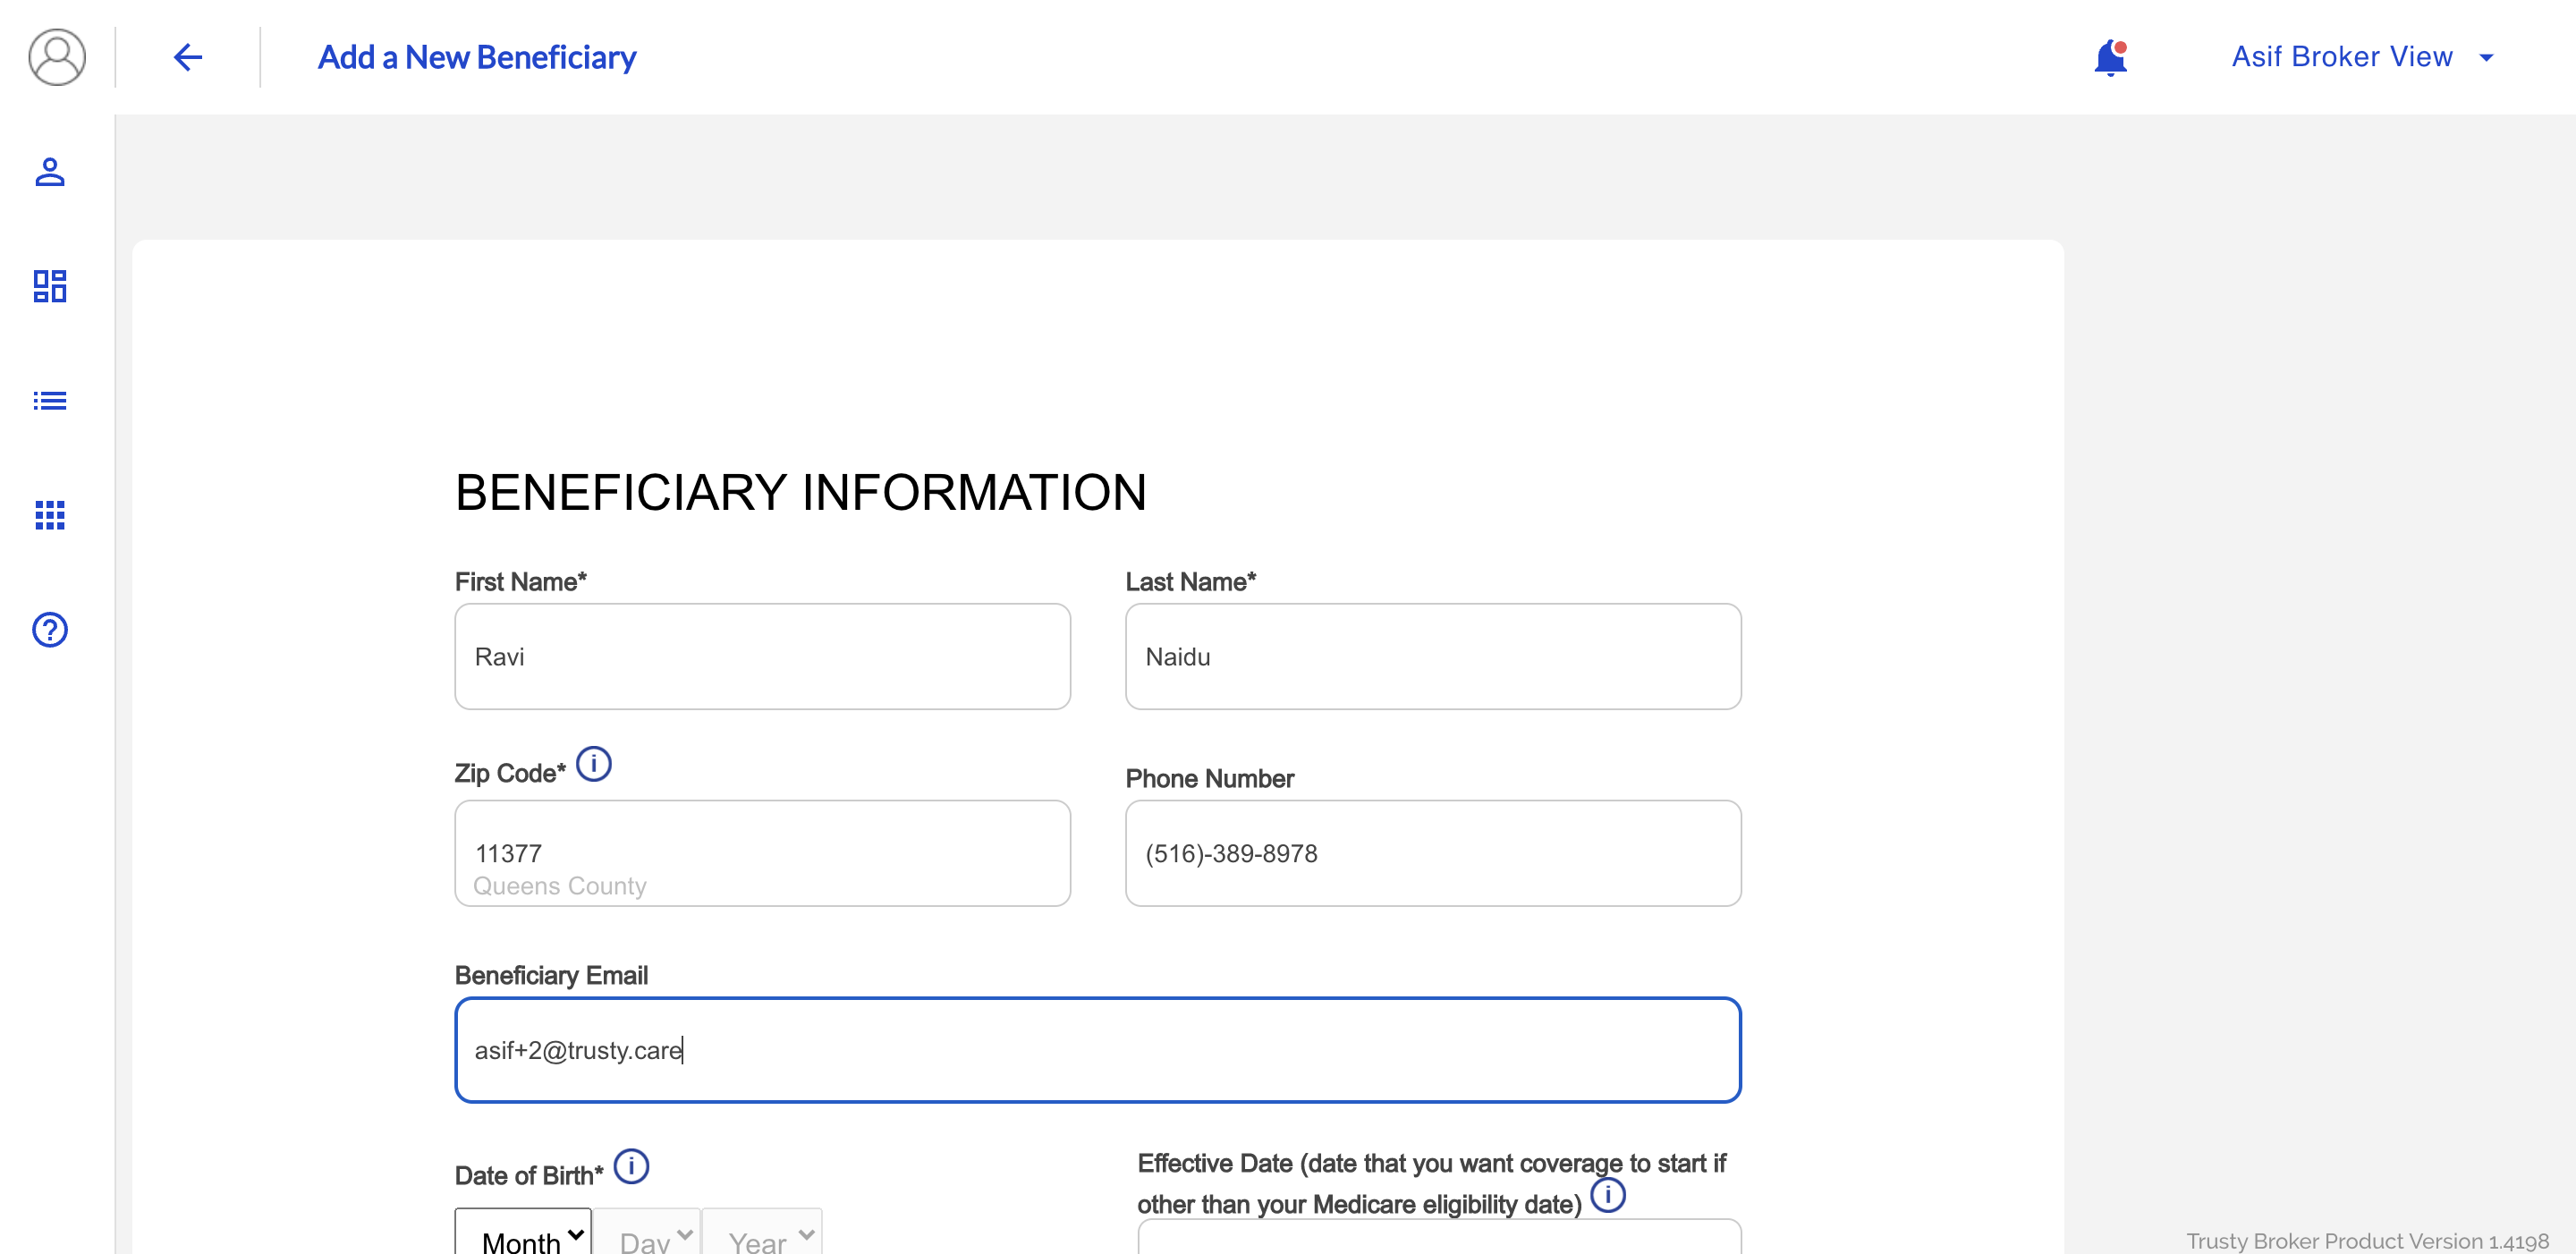 Add a New Beneficiary
Asif Broker View
BENEFICIARY INFORMATION
First Name*
Last Name*
Ravi
Naidu
Zip Code*
Phone Number
11377
Queens County
(516)-389-8978
Beneficiary Email
asif+2@trusty.care
Date of Birth*
Effective Date (date that you want coverage to start if
other than your Medicare eligibility date)
Month
Day
Year
Trusty Broker Product Version 1.4198